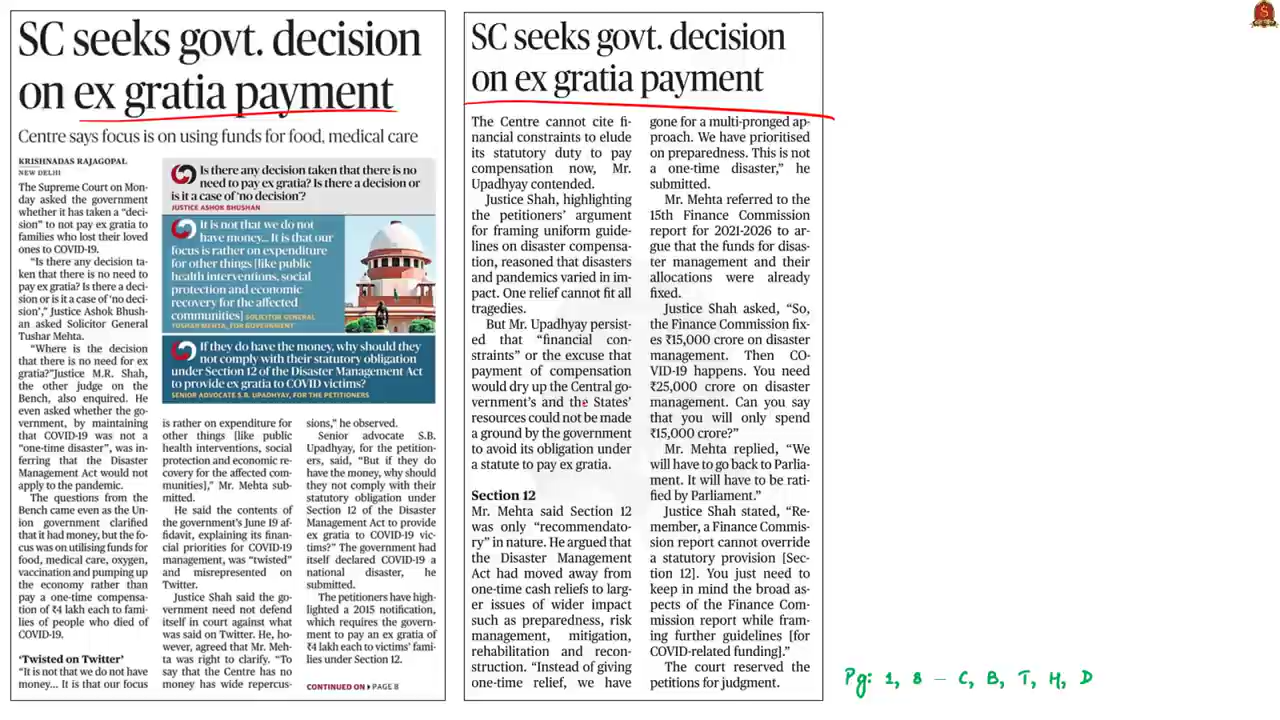 SC seeks govt. decision
on ex gratia payment
Centre says focus is on using funds for food, medical care
KRISHNADAS RAJAGOPAL
NEW DELHI
The Supreme Court on Mon-
day asked the government
whether it has taken a “deci-
sion” to not pay ex gratia to
families who lost their loved
ones to COVID-19.
“Is there any decision ta-
ken that there is no need to
pay ex gratia? Is there a deci-
sion or is it a case of ‘no deci-
sion’,” Justice Ashok Bhush-
an asked Solicitor General
Tushar Mehta.
“Where is the decision
that there is no need for ex
gratia?”Justice M.R. Shah,
the other judge on the
Bench, also enquired. He
even asked whether the go-
vernment, by maintaining
that COVID-19 was not a
“one-time disaster”, was in-
ferring that the Disaster
Management Act would not
apply to the pandemic.
The questions from the
Bench came even as the Un-
ion government clarified
that it had money, but the fo-
cus was on utilising funds for
food, medical care, oxygen,
vaccination and pumping up
the economy rather than
pay a one-time compensa-
tion of ₹4 lakh each to fami-
lies of people who died of
COVID-19.
‘Twisted on Twitter’
“It is not that we do not have
money... It is that our focus
Is there any decision taken that there is no
need to pay ex gratia? Is there a decision or
is it a case of ‘no decision’?
JUSTICE ASHOK BHUSHAN
It is not that we do not
have money... It is that our
focus is rather on expenditure
for other things [like public
health interventions, social
protection and economic
recovery for the affected
communities] SOLICITOR GENERAL
TUSHAR MEHTA, FOR GOVERNMENT
If they do have the money, why should they
not comply with their statutory obligation
under Section 12 of the Disaster Management Act
to provide ex gratia to COVID victims?
SENIOR ADVOCATE S.B. UPADHYAY, FOR THE PETITIONERS
is rather on expenditure for
other things [like public
health interventions, social
protection and economic re-
covery for the affected com-
munities],” Mr. Mehta sub-
mitted.
He said the contents of
the government’s June 19 af-
fidavit, explaining its finan-
cial priorities for COVID-19
management, was “twisted”
and misrepresented on
Twitter.
Justice Shah said the go-
vernment need not defend
itself in court against what
was said on Twitter. He, ho-
wever, agreed that Mr. Meh-
ta was right to clarify. “To
say that the Centre has no
money has wide repercus-
sions,” he observed.
Senior advocate S.B.
Upadhyay, for the petition-
ers, said, “But if they do
have the money, why should
they not comply with their
statutory obligation under
Section 12 of the Disaster
Management Act to provide
ex gratia to COVID-19 vic-
tims?” The government had
itself declared COVID-19 a
national disaster, he
submitted.
The petitioners have high-
lighted a 2015 notification,
which requires the govern-
ment to pay an ex gratia of
₹4 lakh each to victims’ fami-
lies under Section 12.
CONTINUED ON PAGE 8
SC seeks govt. decision
on ex gratia payment
The Centre cannot cite fi-
nancial constraints to elude
its statutory duty to pay
compensation now, Mr.
Upadhyay contended.
Justice Shah, highlighting
the petitioners’ argument
for framing uniform guide-
lines on disaster compensa-
tion, reasoned that disasters
and pandemics varied in im-
pact. One relief cannot fit all
tragedies.
But Mr. Upadhyay persist-
ed that “financial con-
straints” or the excuse that
payment of compensation
would dry up the Central go-
vernment’s and the States’
resources could not be made
a ground by the government
to avoid its obligation under
a statute to pay ex gratia.
Section 12
Mr. Mehta said Section 12
was only “recommendato-
ry” in nature. He argued that
the Disaster Management
Act had moved away from
one-time cash reliefs to larg-
er issues of wider impact
such as preparedness, risk
management, mitigation,
rehabilitation and recon-
struction. “Instead of giving
one-time relief, we have
gone for a multi-pronged ap-
proach. We have prioritised
on preparedness. This is not
a one-time disaster,” he
submitted.
Mr. Mehta referred to the
15th Finance Commission
report for 2021-2026 to ar-
gue that the funds for disas-
ter management and their
allocations were already
fixed.
Justice Shah asked, “So,
the Finance Commission fix-
es ₹15,000 crore on disaster
management. Then CO-
VID-19 happens. You need
₹25,000 crore on disaster
management. Can you say
that you will only spend
₹15,000 crore?”
Mr. Mehta replied, “We
will have to go back to Parlia-
ment. It will have to be rati-
fied by Parliament.”
Justice Shah stated, “Re-
member, a Finance Commis-
sion report cannot override
a statutory provision [Sec-
tion 12]. You just need to
keep in mind the broad as-
pects of the Finance Com-
mission report while fram-
ing further guidelines [for
COVID-related funding].”
The court reserved the
petitions for judgment.
Pg: 1, 8 – C, B, T, H, D